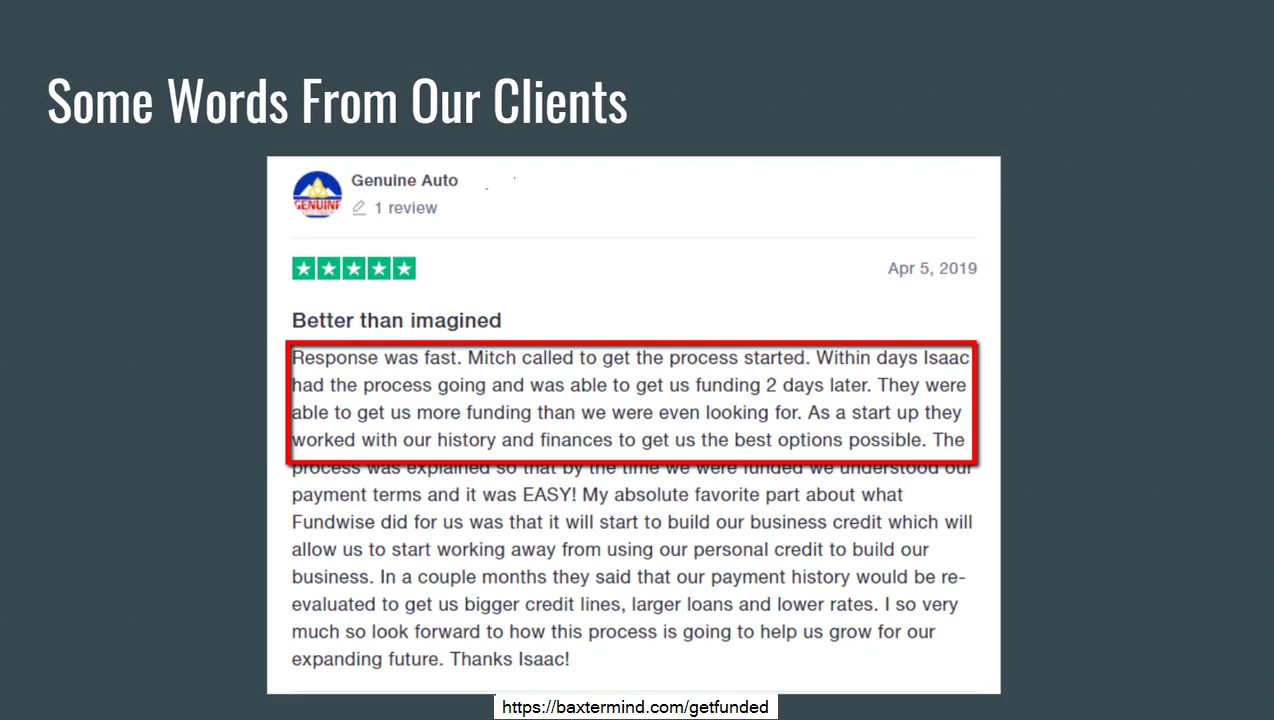 Some Words From Our Clients
Genuine Auto
GENUINE
1 review
Apr 5, 2019
Better than imagined
Response was fast. Mitch called to get the process started. Within days Isaac
had the process going and was able to get us funding 2 days later. They were
able to get us more funding than we were even looking for. As a start up they
worked with our history and finances to get us the best options possible. The
process was explained so that by the time we were funded we understood our
payment terms and it was EASY! My absolute favorite part about what
Fundwise did for us was that it will start to build our business credit which will
allow us to start working away from using our personal credit to build our
business. In a couple months they said that our payment history would be re-
evaluated to get us bigger credit lines, larger loans and lower rates. I so very
much so look forward to how this process is going to help us grow for our
expanding future. Thanks Isaac!
https://baxtermind.com/getfunded